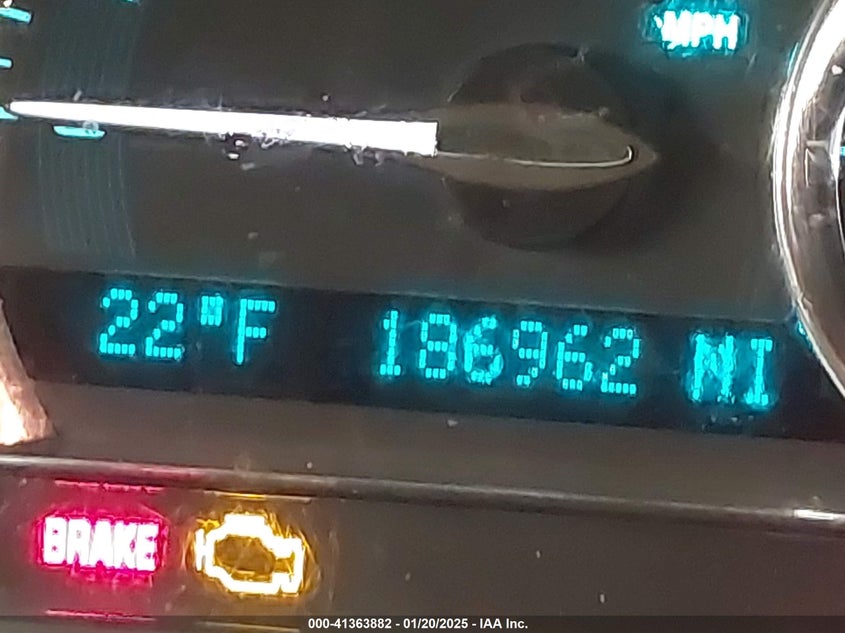 MPH
22°F 186962 MI
BRAKE
000-41363882 - 01/20/2025 - IAA Inc.